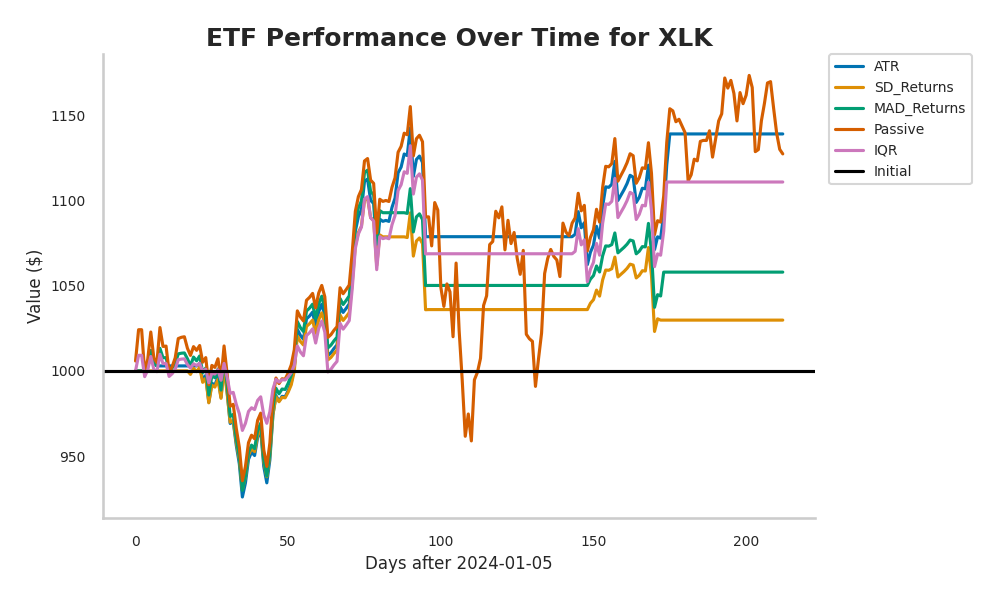 ETF Performance Over Time for XLK
ATR
SD_Returns
MAD_Returns
Passive
IQR
Initial
Value ($)
1150
1100
1050
1000
950
0 50 100 150 200
Days after 2024-01-05